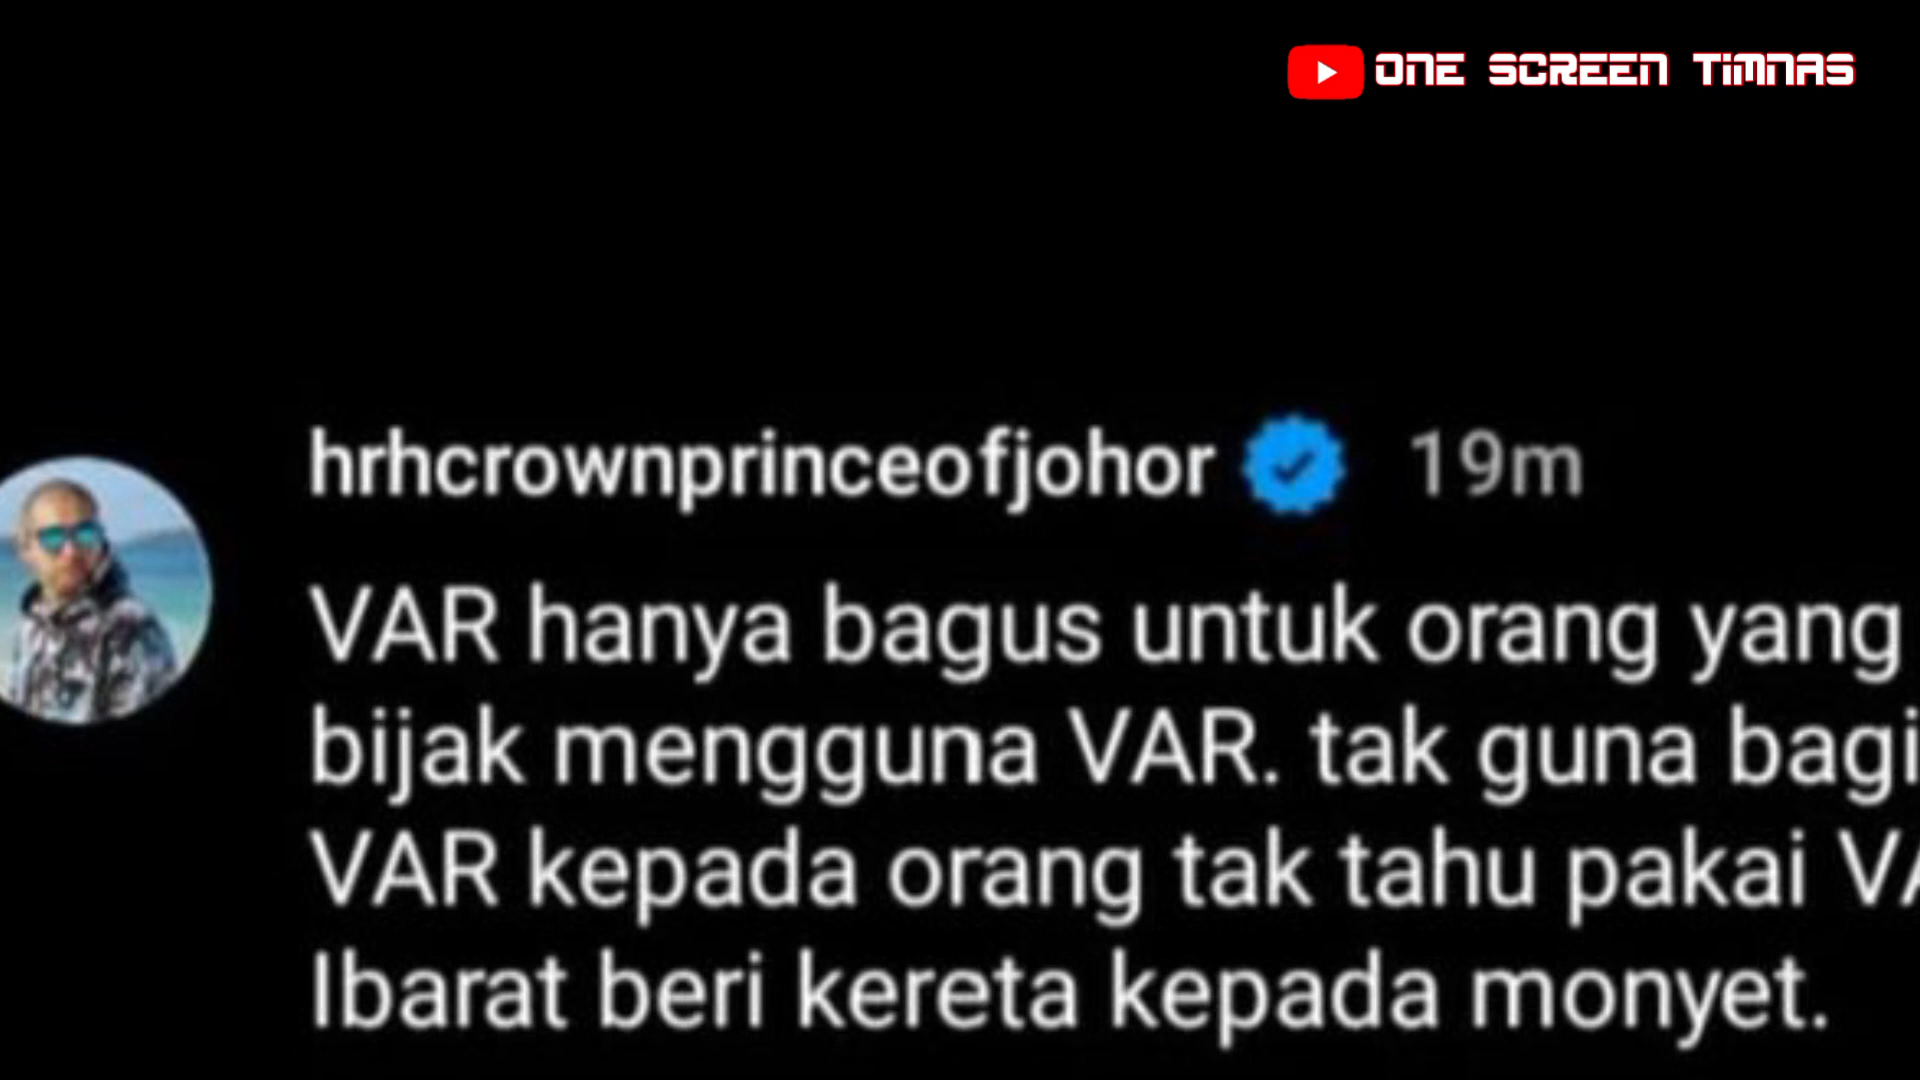 ONE SCREEN TIMNAS
hrhcrownprinceofjohor 19m
VAR hanya bagus untuk orang yang
bijak mengguna VAR. tak guna bagi
VAR kepada orang tak tahu pakai
Ibarat beri kereta kepada monyet.